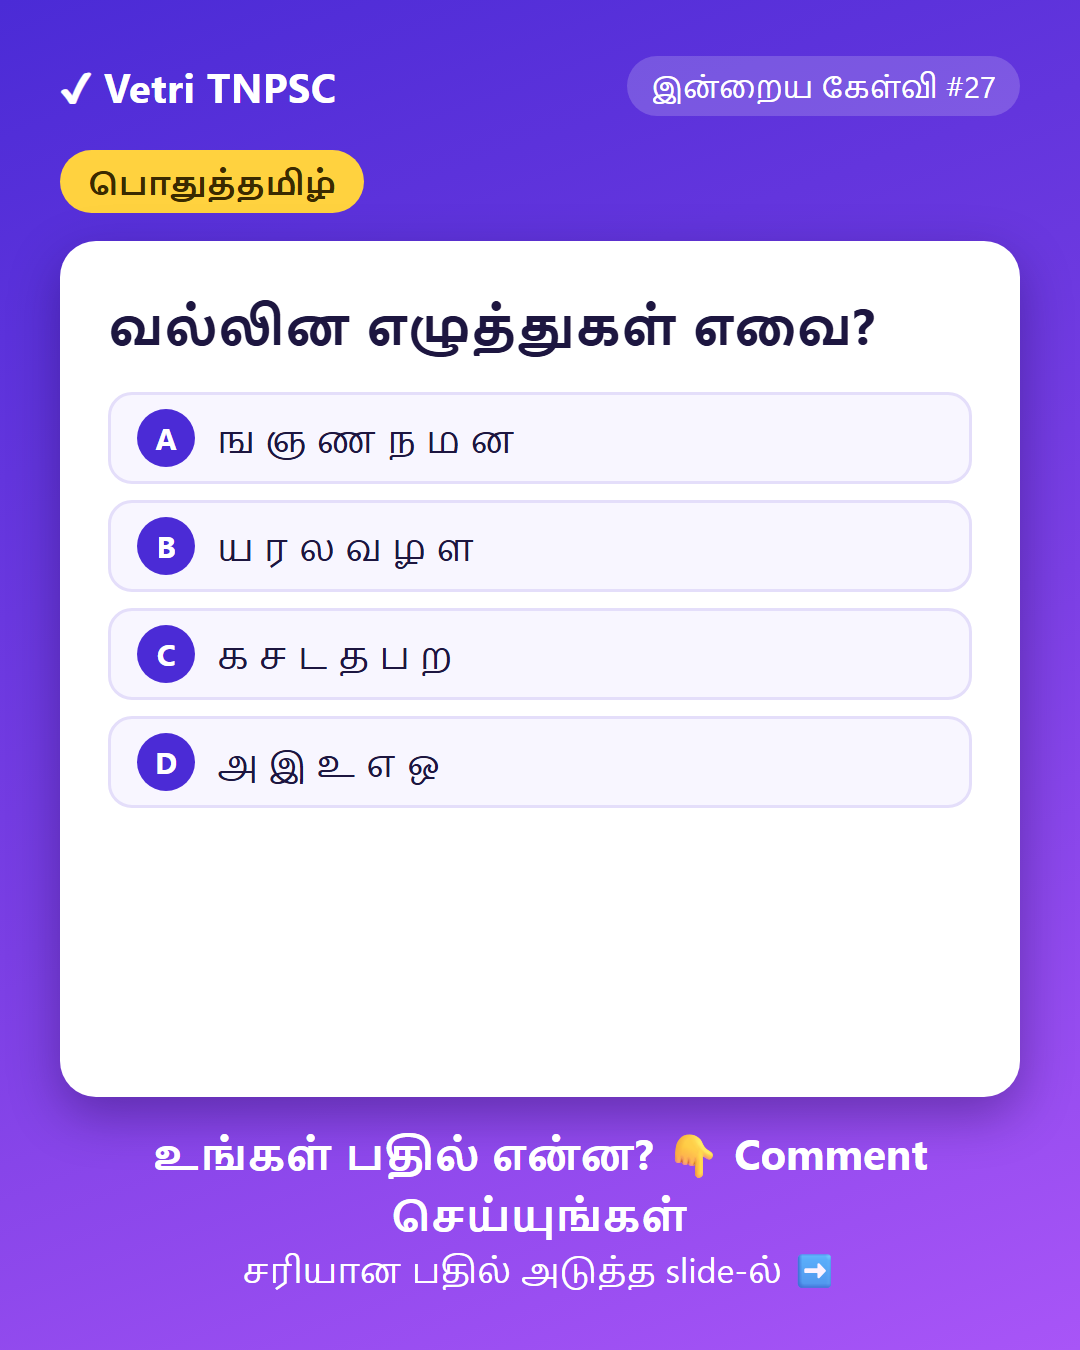 ✓ Vetri TNPSC
இன்றைய கேள்வி #27
பொதுத்தமிழ்
வல்லின எழுத்துகள் எவை?
A ங ஞ ண ந ம ன
B ய ர ல வ ழ ள
C க ச ட த ப ற
D அ இ உ எ ஒ
உங்கள் பதில் என்ன? 👇 Comment
செய்யுங்கள்
சரியான பதில் அடுத்த slide-ல் ➡️